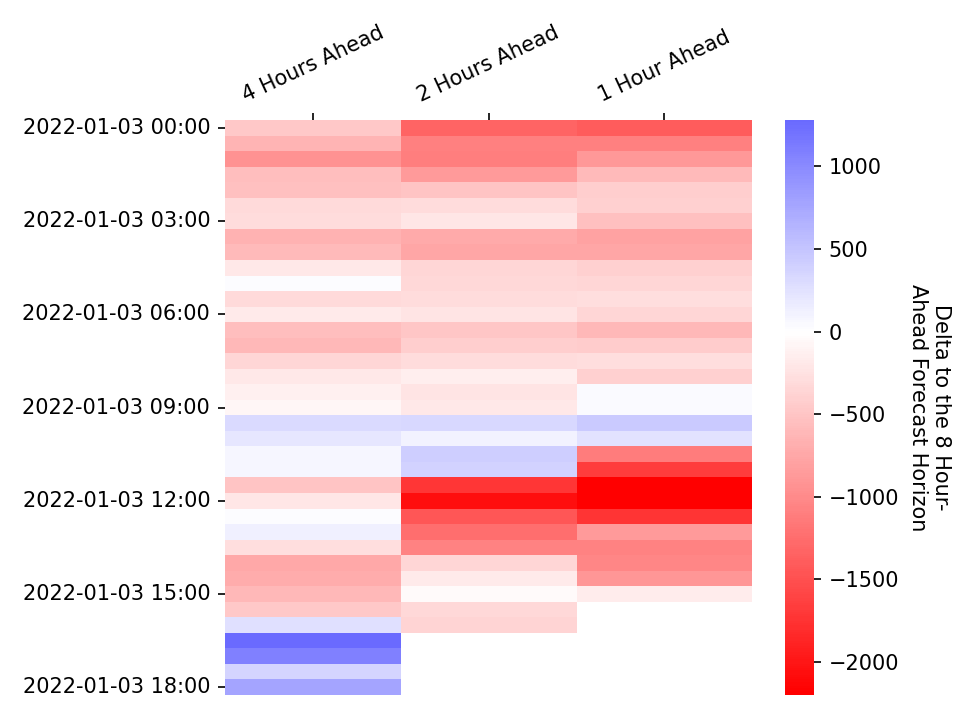 4 Hours Ahead
2 Hours Ahead
1 Hour Ahead
2022-01-03 00:00
2022-01-03 03:00
2022-01-03 06:00
2022-01-03 09:00
2022-01-03 12:00
2022-01-03 15:00
2022-01-03 18:00
1000
500
0
−500
−1000
−1500
−2000
Delta to the 8 Hour-
Ahead Forecast Horizon